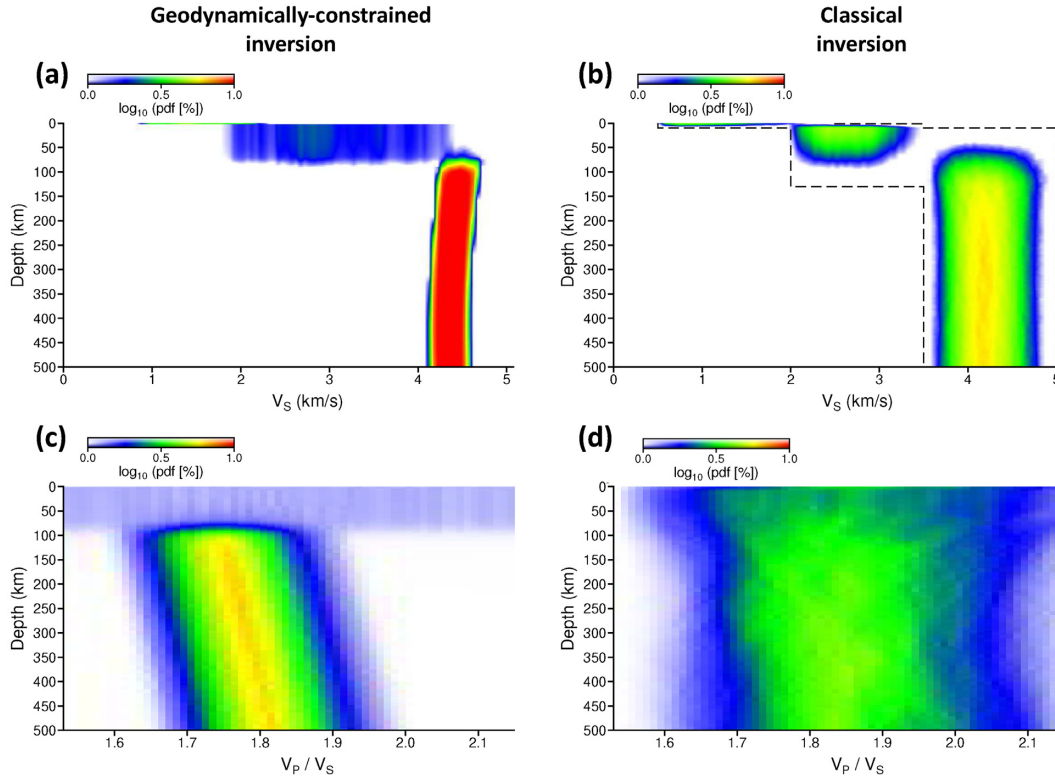 Geodynamically-constrained
inversion
Classical
inversion
(a)
0.0 0.5 1.0
log10 (pdf [%])
0
50
100
150
200
250
300
350
400
450
500
Depth (km)
0 1 2 3 4 5
VS (km/s)
(b)
0.0 0.5 1.0
log10 (pdf [%])
0
50
100
150
200
250
300
350
400
450
500
Depth (km)
0 1 2 3 4 5
VS (km/s)
(c)
0.0 0.5 1.0
log10 (pdf [%])
0
50
100
150
200
250
300
350
400
450
500
Depth (km)
1.6 1.7 1.8 1.9 2.0 2.1
VP / VS
(d)
0.0 0.5 1.0
log10 (pdf [%])
0
50
100
150
200
250
300
350
400
450
500
Depth (km)
1.6 1.7 1.8 1.9 2.0 2.1
VP / VS